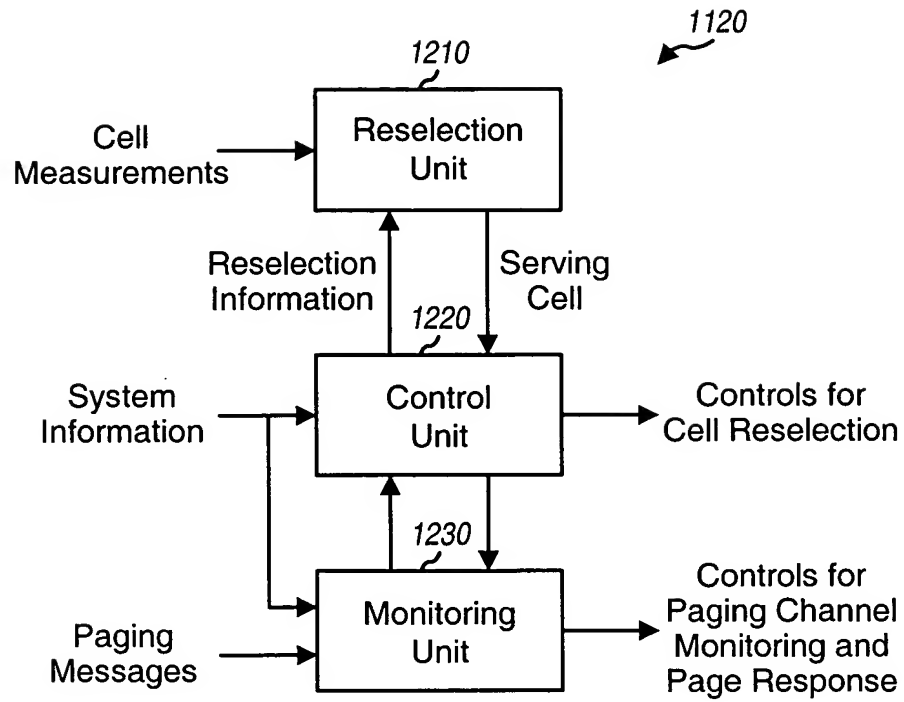 1120
1210
Reselection
Unit
Cell
Measurements
Reselection
Information
Serving
Cell
1220
Control
Unit
System
Information
Controls for
Cell Reselection
1230
Monitoring
Unit
Paging
Messages
Controls for
Paging Channel
Monitoring and
Page Response